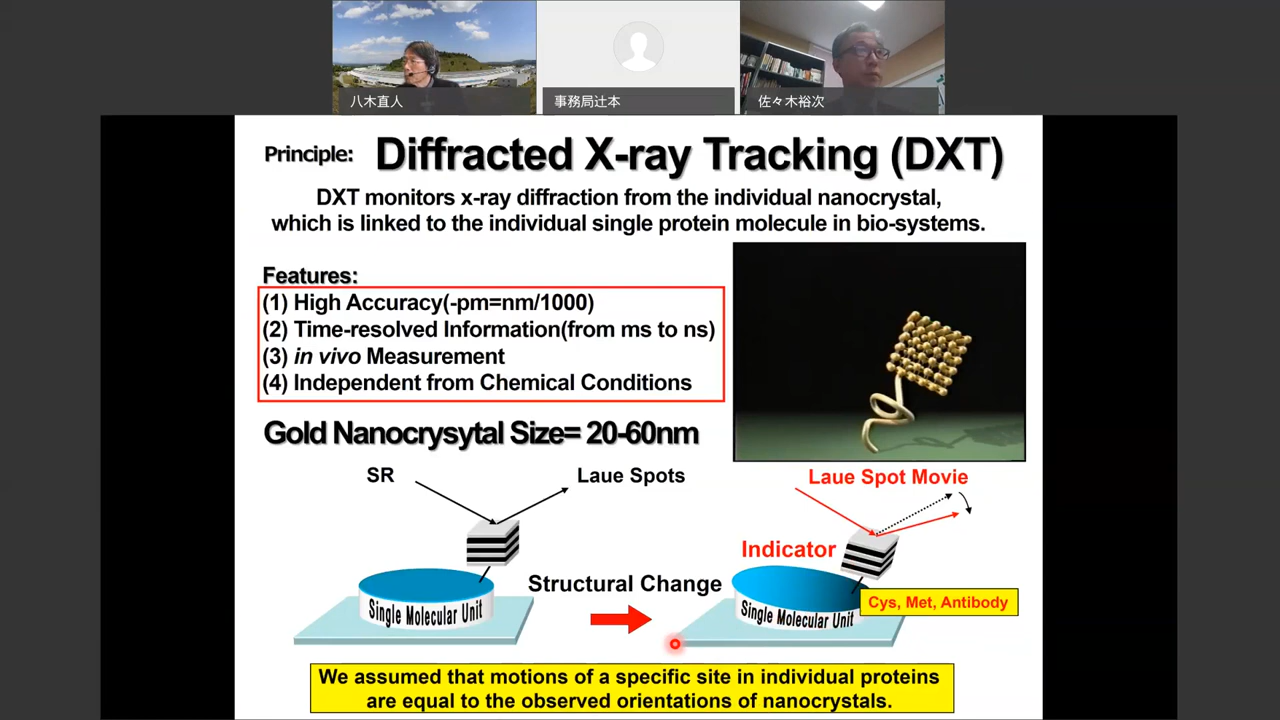 八木直人
事務局辻本
佐々木裕次
Principle: Diffracted X-ray Tracking (DXT)
DXT monitors x-ray diffraction from the individual nanocrystal,
which is linked to the individual single protein molecule in bio-systems.
Features:
(1) High Accuracy(-pm=nm/1000)
(2) Time-resolved Information(from ms to ns)
(3) in vivo Measurement
(4) Independent from Chemical Conditions
Gold Nanocrysytal Size= 20-60nm
SR
Laue Spots
Single Molecular Unit
Structural Change
Laue Spot Movie
Indicator
Single Molecular Unit
Cys, Met, Antibody
We assumed that motions of a specific site in individual proteins
are equal to the observed orientations of nanocrystals.